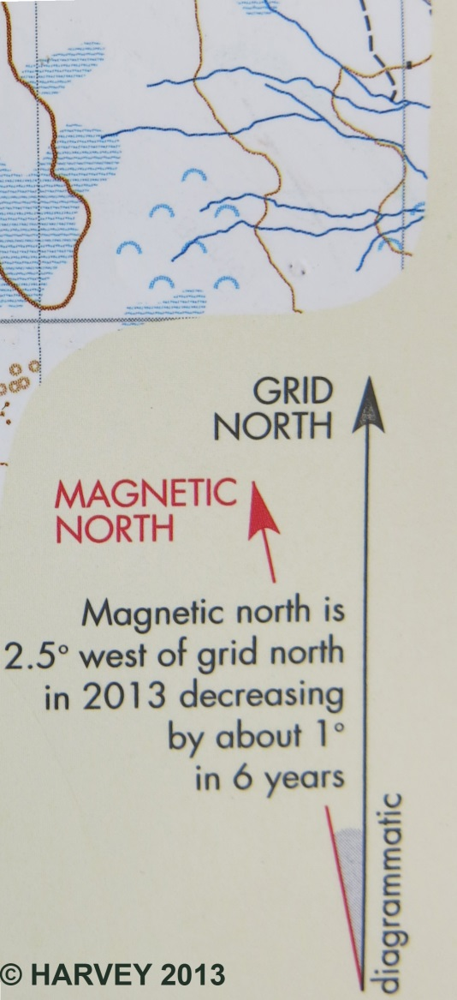 GRID
NORTH
MAGNETIC
NORTH
Magnetic north is
2.5° west of grid north
in 2013 decreasing
by about 1°
in 6 years
diagrammatic
© HARVEY 2013